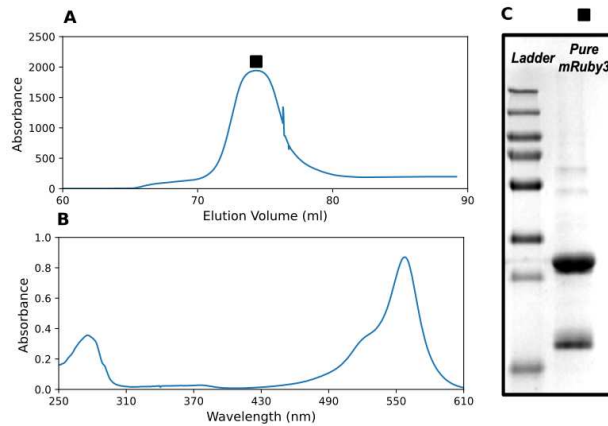 A
Absorbance
2500
2000
1500
1000
500
0
60
70
80
90
Elution Volume (ml)
B
Absorbance
1.0
0.8
0.6
0.4
0.2
0.0
250
310
370
430
490
550
610
Wavelength (nm)
C
Ladder
Pure
mRuby3